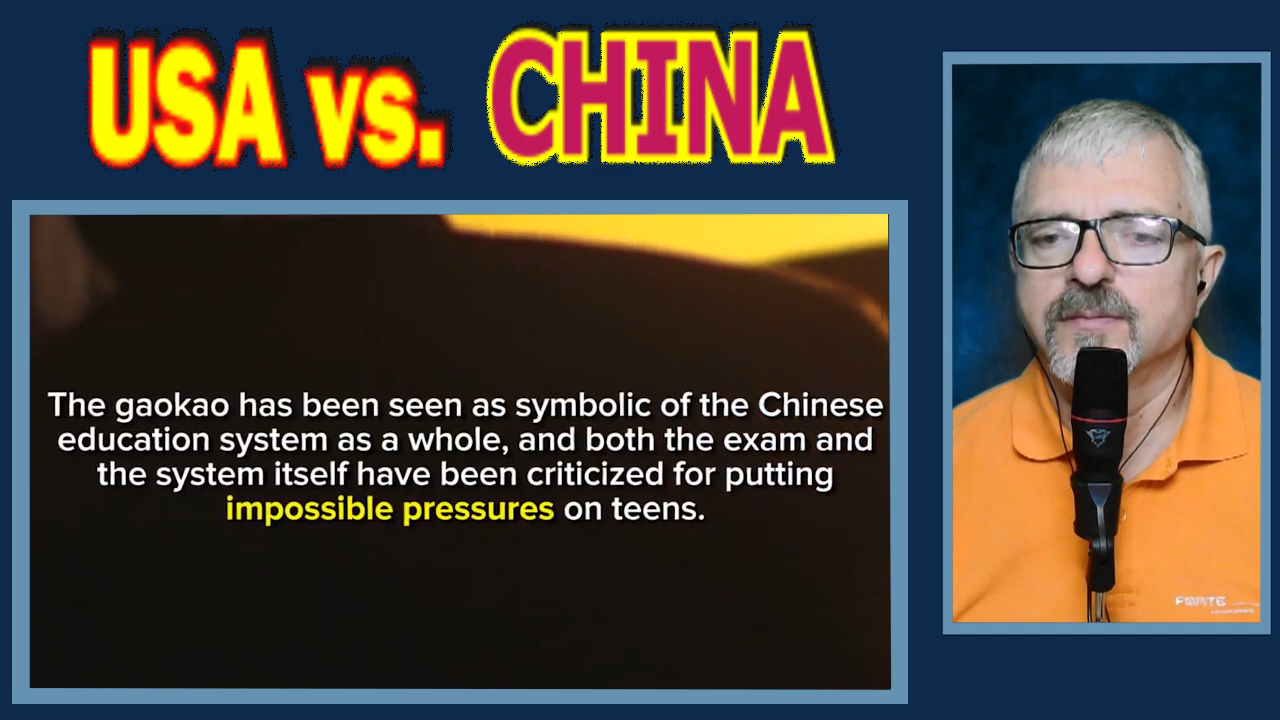 USA vs. CHINA
The gaokao has been seen as symbolic of the Chinese
education system as a whole, and both the exam and
the system itself have been criticized for putting
impossible pressures on teens.
FORTE